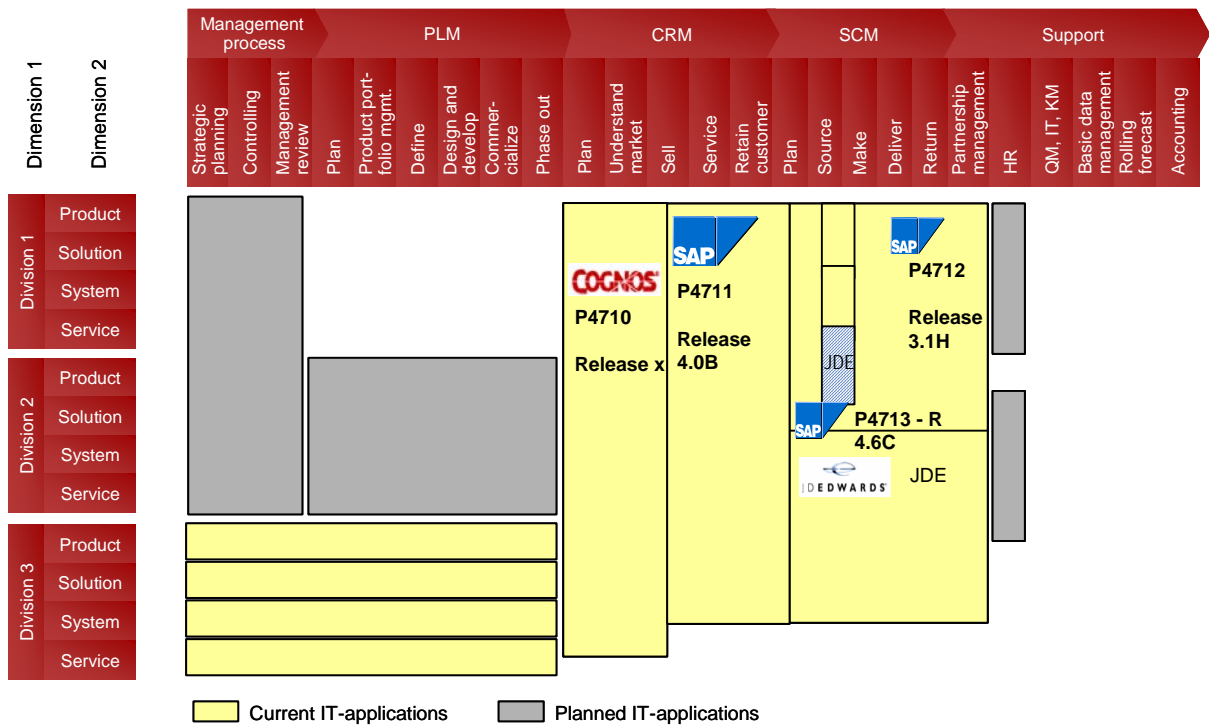 Management
process
PLM
CRM
SCM
Support
Dimension 1
Dimension 2
Strategic
planning
Controlling
Management
review
Plan
Product port-
folio mgmt.
Define
Design and
develop
Commer-
cialize
Phase out
Plan
Understand
market
Sell
Service
Retain
customer
Plan
Source
Make
Deliver
Return
Partnership
management
HR
QM, IT, KM
Basic data
management
Rolling
forecast
Accounting
Division 1
Product
Solution
System
Service
Division 2
Product
Solution
System
Service
Division 3
Product
Solution
System
Service
COGNOS
P4710
Release x
SAP
P4711
Release
4.0B
SAP
P4712
Release
3.1H
JDE
SAP
P4713 - R
4.6C
JDEDWARDS
JDE
Current IT-applications
Planned IT-applications